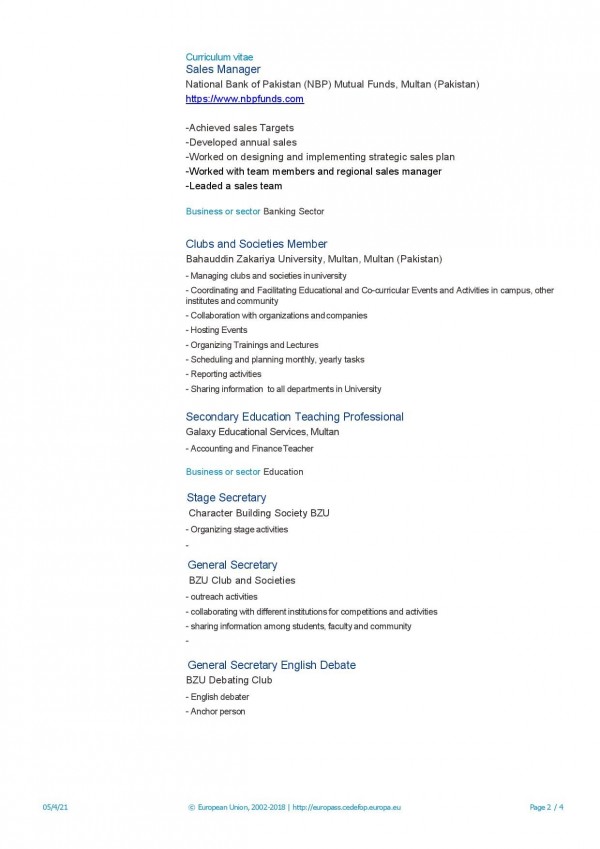 Curriculum vitae
Sales Manager
National Bank of Pakistan (NBP) Mutual Funds, Multan (Pakistan)
https://www.nbpfunds.com
-Achieved sales Targets
-Developed annual sales
-Worked on designing and implementing strategic sales plan
-Worked with team members and regional sales manager
-Leaded a sales team
Business or sector Banking Sector
Clubs and Societies Member
Bahauddin Zakariya University, Multan, Multan (Pakistan)
- Managing clubs and societies in university
- Coordinating and Facilitating Educational and Co-curricular Events and Activities in campus, other
institutes and community
- Collaboration with organizations and companies
- Hosting Events
- Organizing Trainings and Lectures
- Scheduling and planning monthly, yearly tasks
- Reporting activities
- Sharing information to all departments in University
Secondary Education Teaching Professional
Galaxy Educational Services, Multan
- Accounting and Finance Teacher
Business or sector Education
Stage Secretary
Character Building Society BZU
- Organizing stage activities
-
General Secretary
BZU Club and Societies
- outreach activities
- collaborating with different institutions for competitions and activities
- sharing information among students, faculty and community
-
General Secretary English Debate
BZU Debating Club
- English debater
- Anchor person
05/4/21 © European Union, 2002-2018 | http://europass.cedefop.europa.eu Page 2 / 4